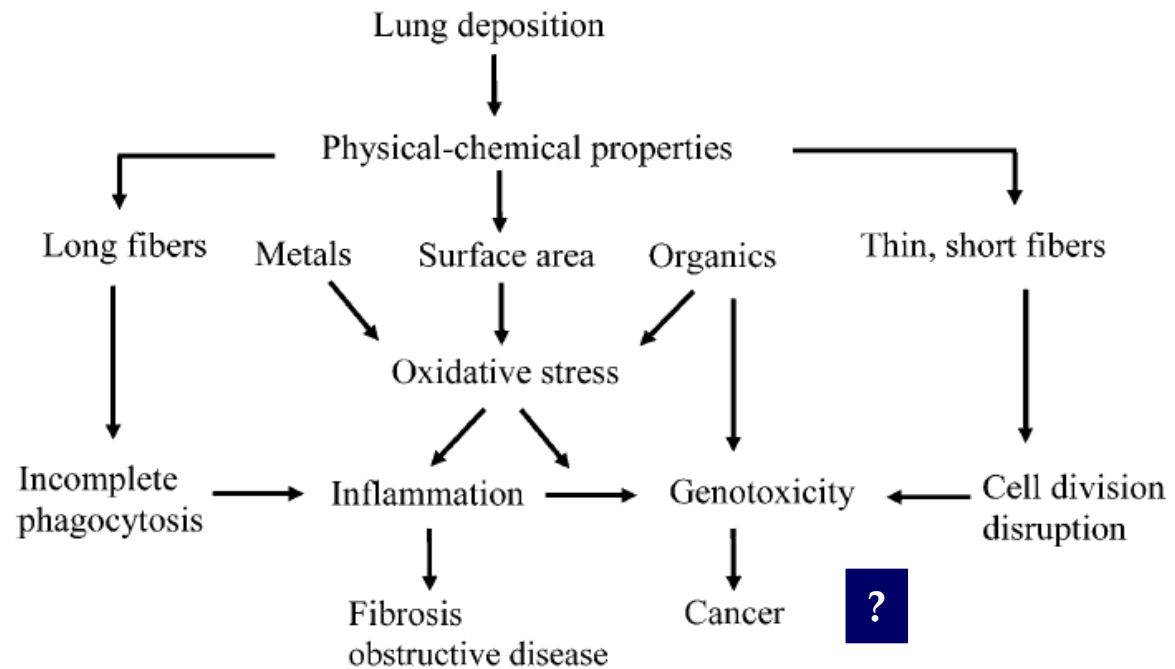 Lung deposition
Physical-chemical properties
Long fibers
Metals
Surface area
Organics
Thin, short fibers
Oxidative stress
Incomplete
phagocytosis
Inflammation
Genotoxicity
Cell division
disruption
Fibrosis
obstructive disease
Cancer
?